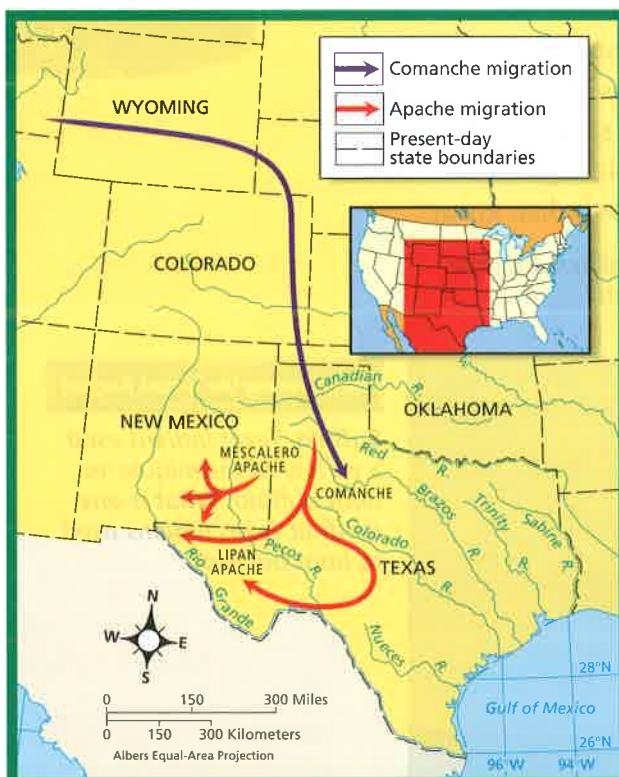 Comanche migration
Apache migration
Present-day
state boundaries
WYOMING
COLORADO
Canadian R.
OKLAHOMA
NEW MEXICO
MESCALERO
APACHE
Red R.
COMANCHE
Brazos R.
Trinity R.
Sabine R.
Colorado R.
Pecos R.
LIPAN
APACHE
TEXAS
Rio Grande
Nueces R.
N
W E
S
28°N
0 150 300 Miles
0 150 300 Kilometers
Gulf of Mexico
Albers Equal-Area Projection
26°N
96°W 94°W